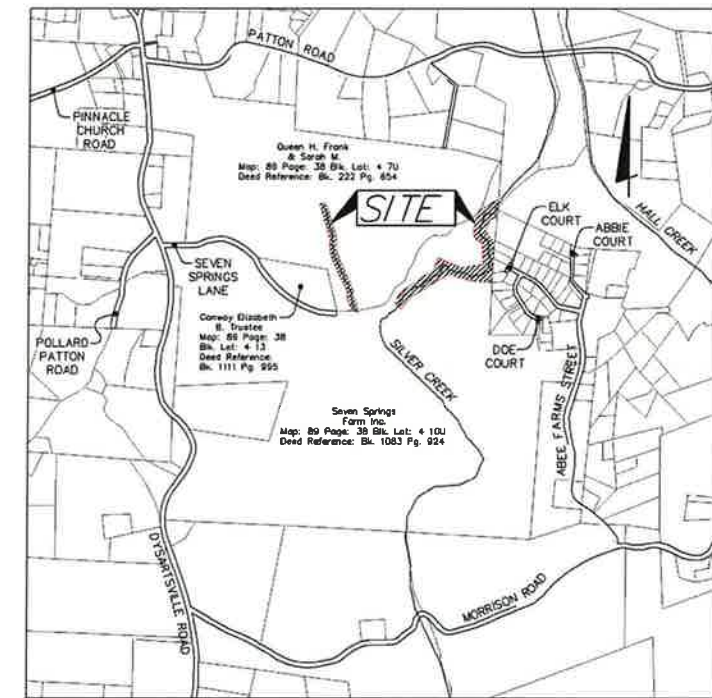 PATTON ROAD
PINNACLE
CHURCH
ROAD
Queen H. Frank
& Sarah M.
Map: 89 Page: 38 Blk. Lot: 4 7U
Deed Reference: Bk. 222 Pg. 654
SITE
ELK
COURT
ABBIE
COURT
HALL CREEK
SEVEN
SPRINGS
LANE
Conway Elizabeth
B. Trustee
Map: 86 Page: 38
Blk. Lot: 4 13
Deed Reference:
Bk. 1111 Pg. 995
POLLARD
PATTON
ROAD
SILVER CREEK
DOE
COURT
ABEE FARMS STREET
Seven Springs
Farm Inc.
Map: 89 Page: 38 Blk. Lot: 4 10U
Deed Reference: Bk. 1083 Pg. 924
DYSARTSVILLE ROAD
MORRISON ROAD